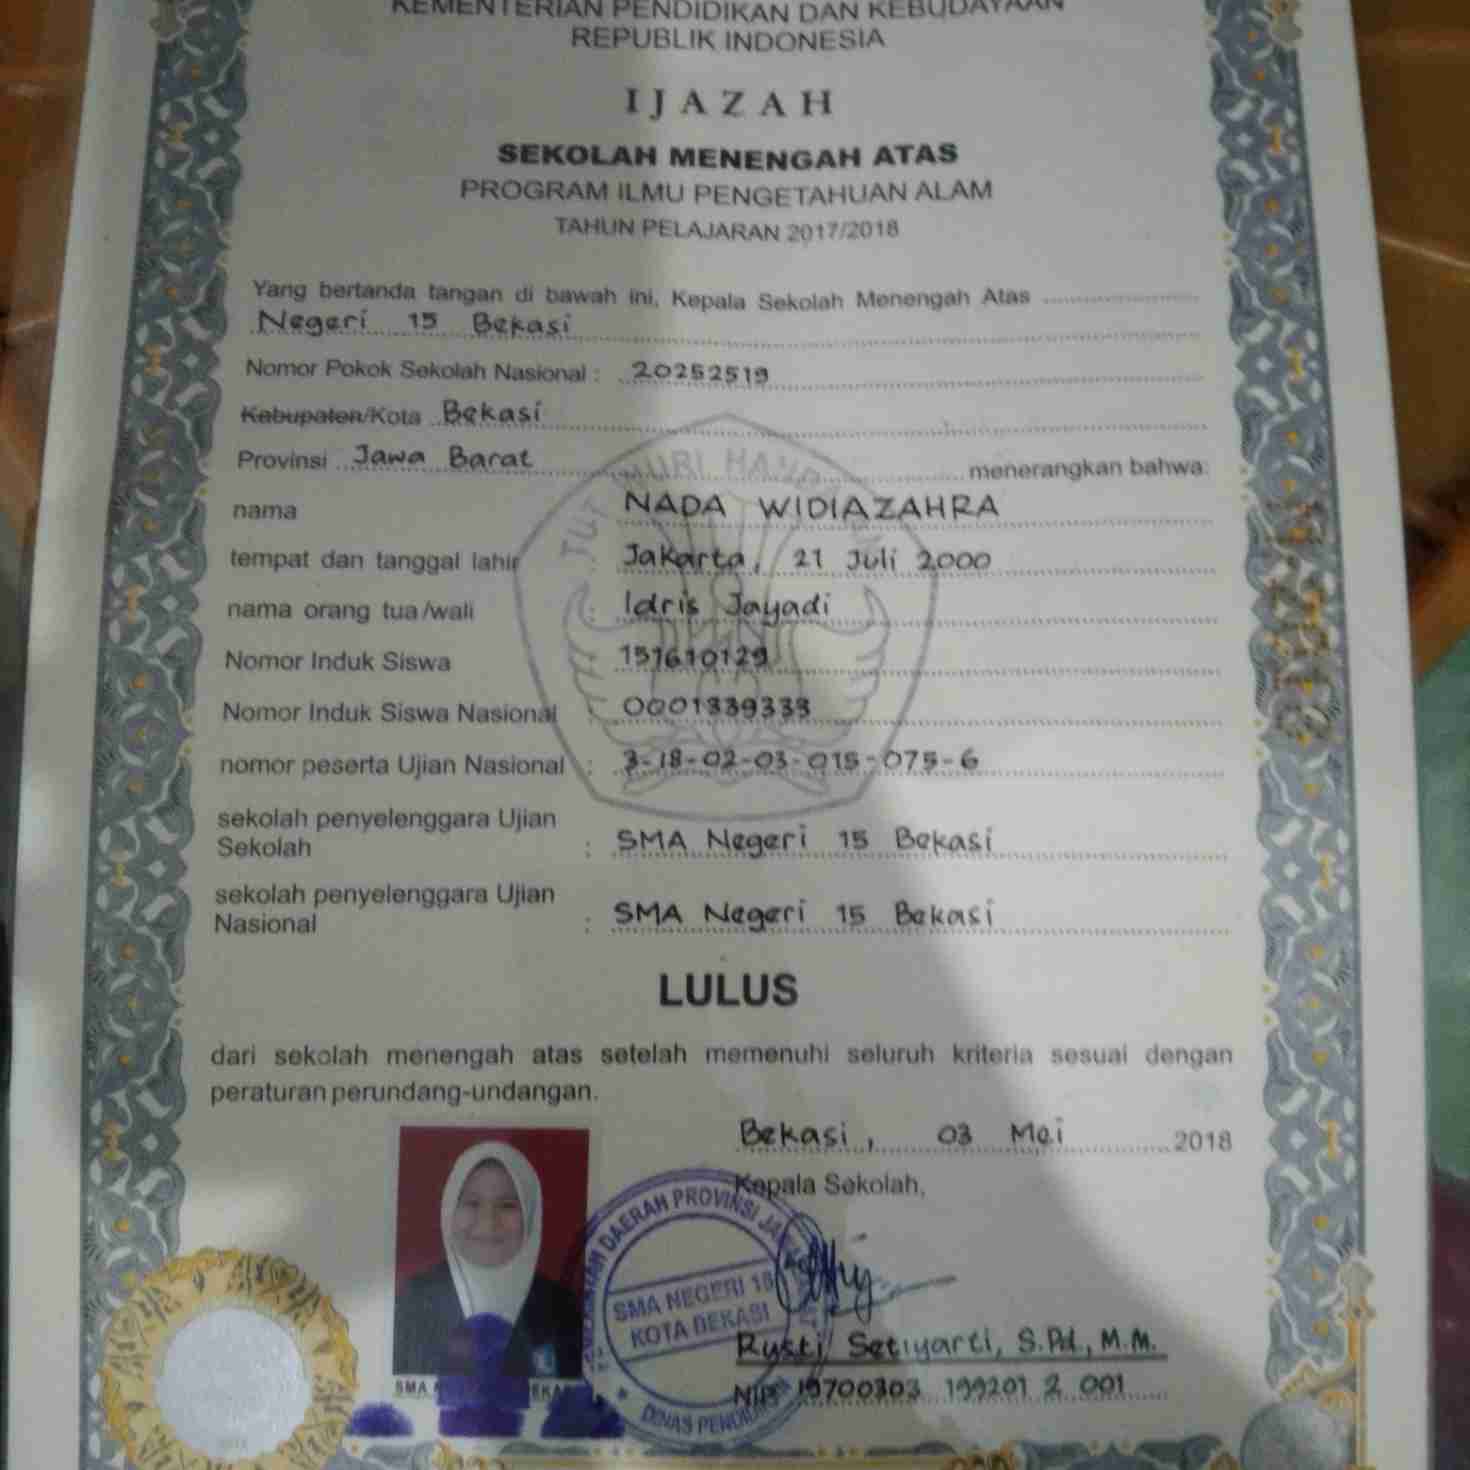 KEMENTERIAN PENDIDIKAN DAN KEBUDAYAAN
REPUBLIK INDONESIA
IJAZAH
SEKOLAH MENENGAH ATAS
PROGRAM ILMU PENGETAHUAN ALAM
TAHUN PELAJARAN 2017/2018
Yang bertanda tangan di bawah ini, Kepala Sekolah Menengah Atas
Negeri 15 Bekasi
Nomor Pokok Sekolah Nasional : 20252519
Kabupaten/Kota Bekasi
Provinsi Jawa Barat menerangkan bahwa:
nama NADA WIDIAZAHRA
tempat dan tanggal lahir : Jakarta, 21 Juli 2000
nama orang tua/wali : Idris Jayadi
Nomor Induk Siswa : 151610129
Nomor Induk Siswa Nasional : 0001339333
nomor peserta Ujian Nasional : 3-18-02-03-015-075-6
sekolah penyelenggara Ujian
Sekolah : SMA Negeri 15 Bekasi
sekolah penyelenggara Ujian
Nasional : SMA Negeri 15 Bekasi
LULUS
dari sekolah menengah atas setelah memenuhi seluruh kriteria sesuai dengan
peraturan perundang-undangan.
Bekasi, 03 Mei 2018
Kepala Sekolah,
DAERAH PROVINSI
SMA NEGERI 15
KOTA BEKASI
DINAS PENDIDIKAN
Rusti Setiyarti, S.Pd., M.M.
NIP 19700303 199201 2 001
SMA